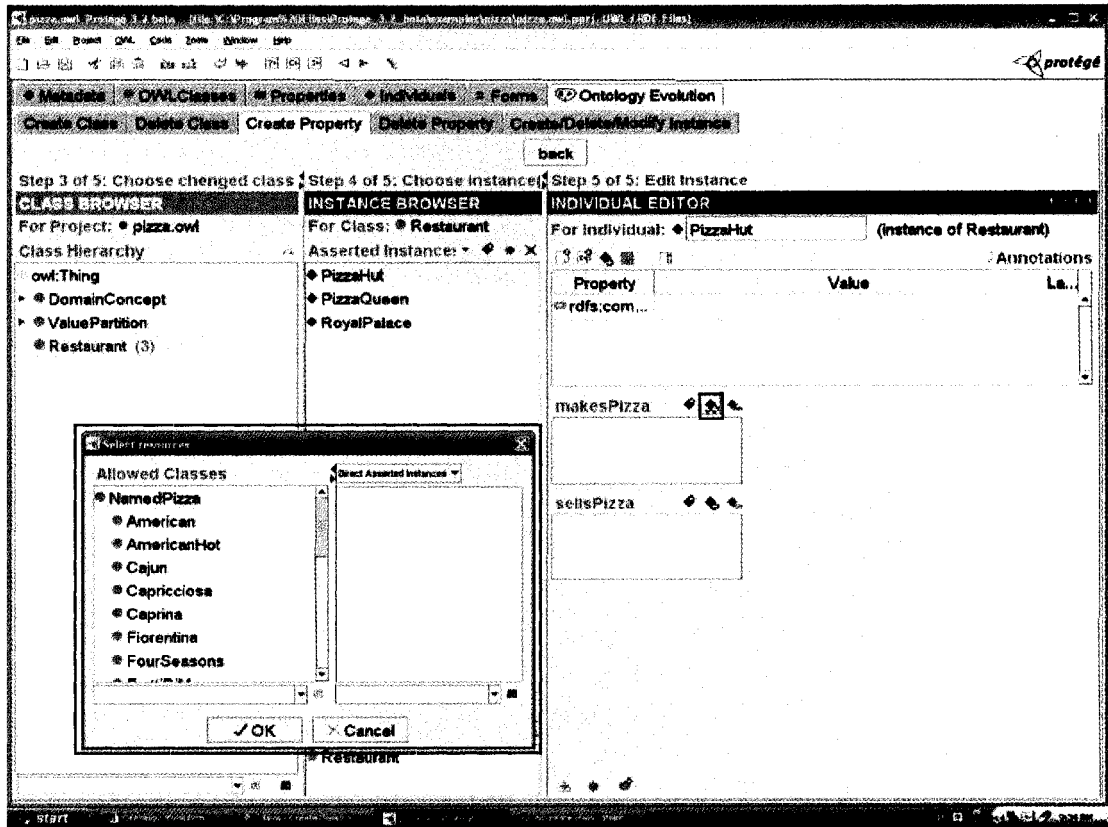 File Edit Project OWL Code Tools Window Help
protégé
Metadata OWLClasses Properties Individuals Forms Ontology Evolution
Create Class Delete Class Create Property Delete Property Create/Delete/Modify Instance
back
Step 3 of 5: Choose chenged class
CLASS BROWSER
For Project: pizza.owl
Class Hierarchy
owl:Thing
DomainConcept
ValuePartition
Restaurant (3)
Step 4 of 5: Choose instance(
INSTANCE BROWSER
For Class: Restaurant
Asserted Instances
PizzaHut
PizzaQueen
RoyalPalace
Restaurant
Step 5 of 5: Edit Instance
INDIVIDUAL EDITOR
For Individual: PizzaHut (instance of Restaurant)
Annotations
Property Value La...
rdfs:com...
makesPizza
sellsPizza
Select resources
Allowed Classes
NamedPizza
American
AmericanHot
Cajun
Capricciosa
Caprina
Fiorentina
FourSeasons
Direct Asserted Instances
OK Cancel
start